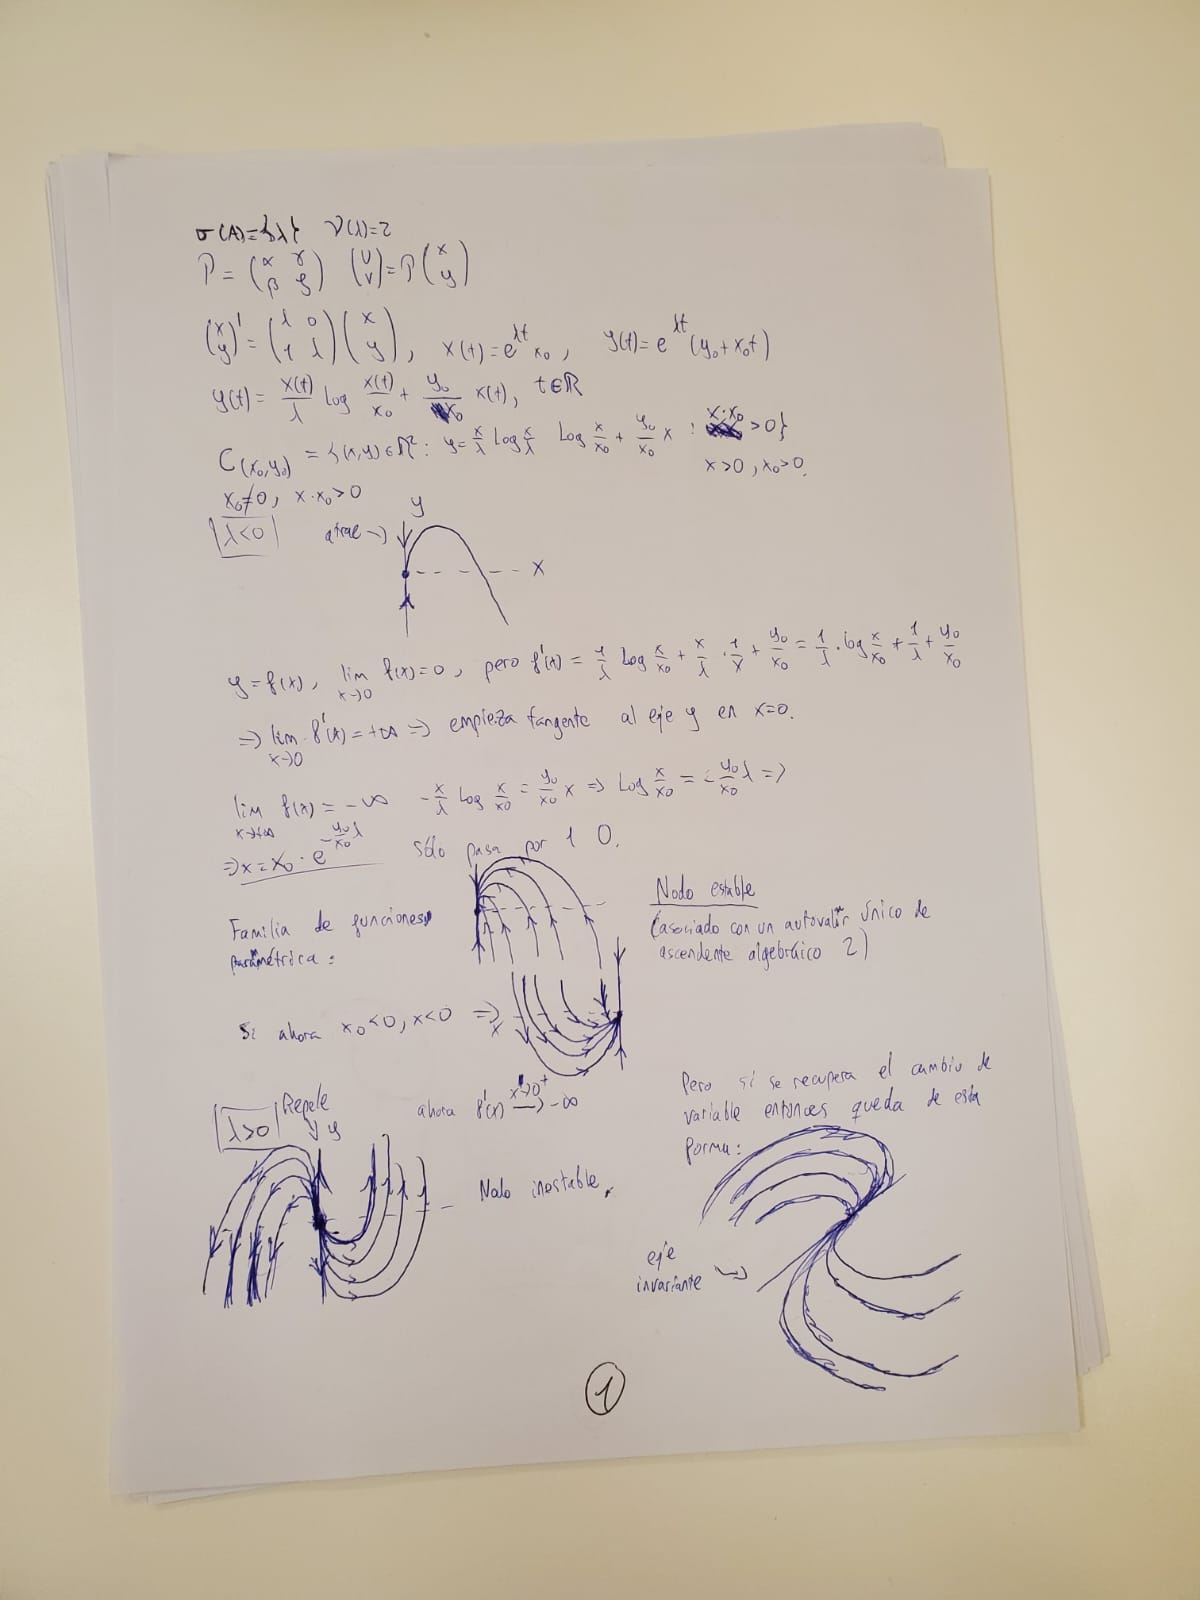 σ(A)={λ} ν(λ)=2
P = (α γ / β ζ) (u / v) = P (x / y)
(x / y)' = (λ 0 / 1 λ) (x / y), x(t)=e^{λt} x₀, y(t)=e^{λt}(y₀+x₀t)
y(t) = x(t)/λ log x(t)/x₀ + y₀/x₀ x(t), t∈ℝ
C_(x₀,y₀) = {(x,y)∈ℝ²: y=x/λ Log x/λ Log x/x₀ + y₀/x₀ x : x·x₀ >0}
x>0, x₀>0.
x₀≠0, x·x₀>0
λ<0
atrae →
y
x
y=f(x), lim x→0 f(x)=0, pero f'(x) = 1/λ Log x/x₀ + x/λ · 1/x + y₀/x₀ = 1/λ · log x/x₀ + 1/λ + y₀/x₀
⇒ lim x→0 f'(x)=+∞ ⇒ empieza tangente al eje y en x=0.
lim x→+∞ f(x) = -∞ -x/λ Log x/x₀ = y₀/x₀ x ⇒ Log x/x₀ = - y₀/x₀ λ ⇒
⇒ x = x₀ · e^{-y₀/x₀ λ} Sólo pasa por 1 0.
Familia de funciones
paramétrica:
Nodo estable
(asociado con un autovalor único de
ascendente algebráico 2)
Si ahora x₀<0, x<0 ⇒
x
λ>0
Repele
y
ahora f'(x) x→0⁺ → -∞
Nodo inestable.
Pero si se recupera el cambio de
variable entonces queda de esta
forma:
eje
invariante →
1